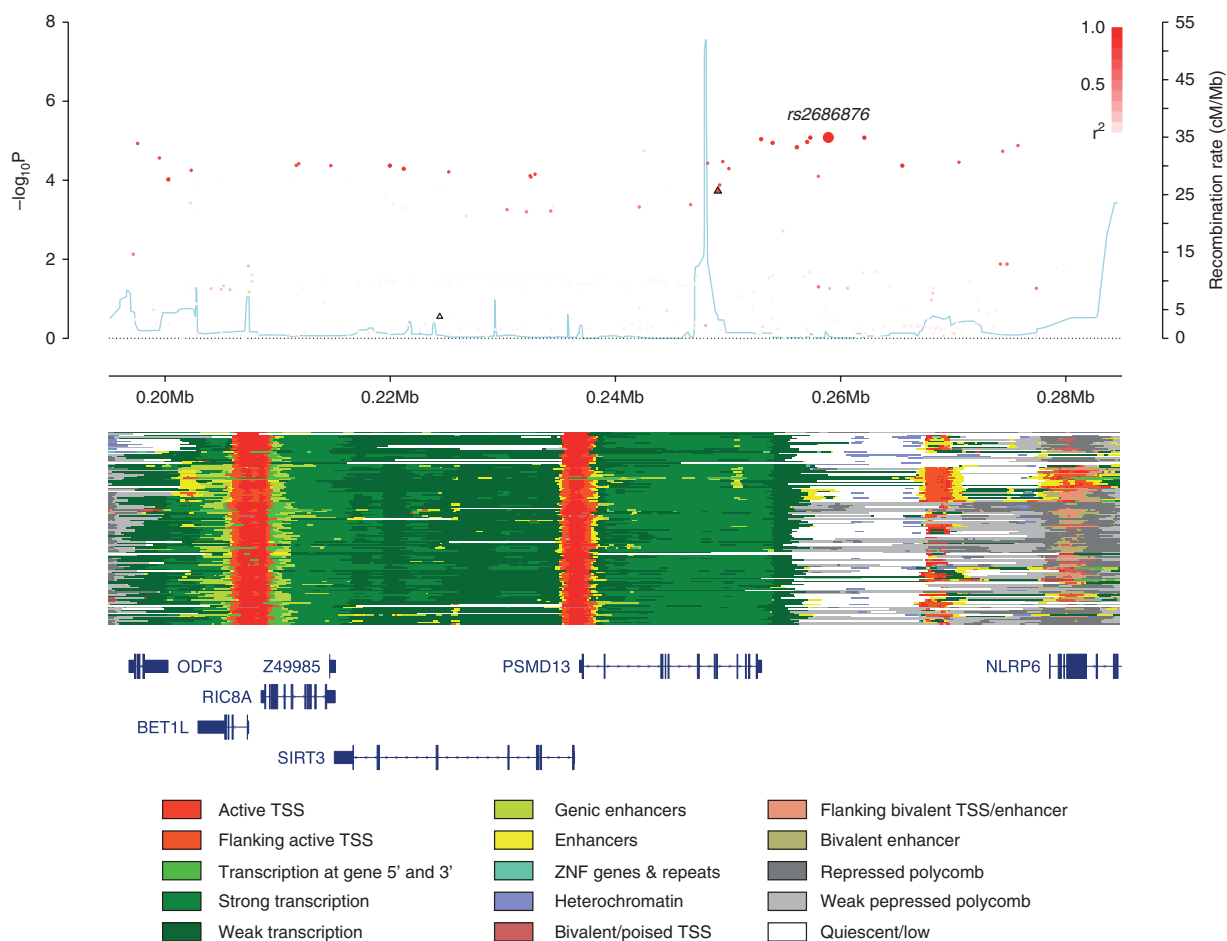 8
6
4
2
0
−log10P
rs2686876
1.0
0.5
r2
55
45
35
25
15
5
0
Recombination rate (cM/Mb)
0.20Mb 0.22Mb 0.24Mb 0.26Mb 0.28Mb
ODF3 Z49985 PSMD13 NLRP6
RIC8A
BET1L
SIRT3
Active TSS
Flanking active TSS
Transcription at gene 5' and 3'
Strong transcription
Weak transcription
Genic enhancers
Enhancers
ZNF genes & repeats
Heterochromatin
Bivalent/poised TSS
Flanking bivalent TSS/enhancer
Bivalent enhancer
Repressed polycomb
Weak pepressed polycomb
Quiescent/low